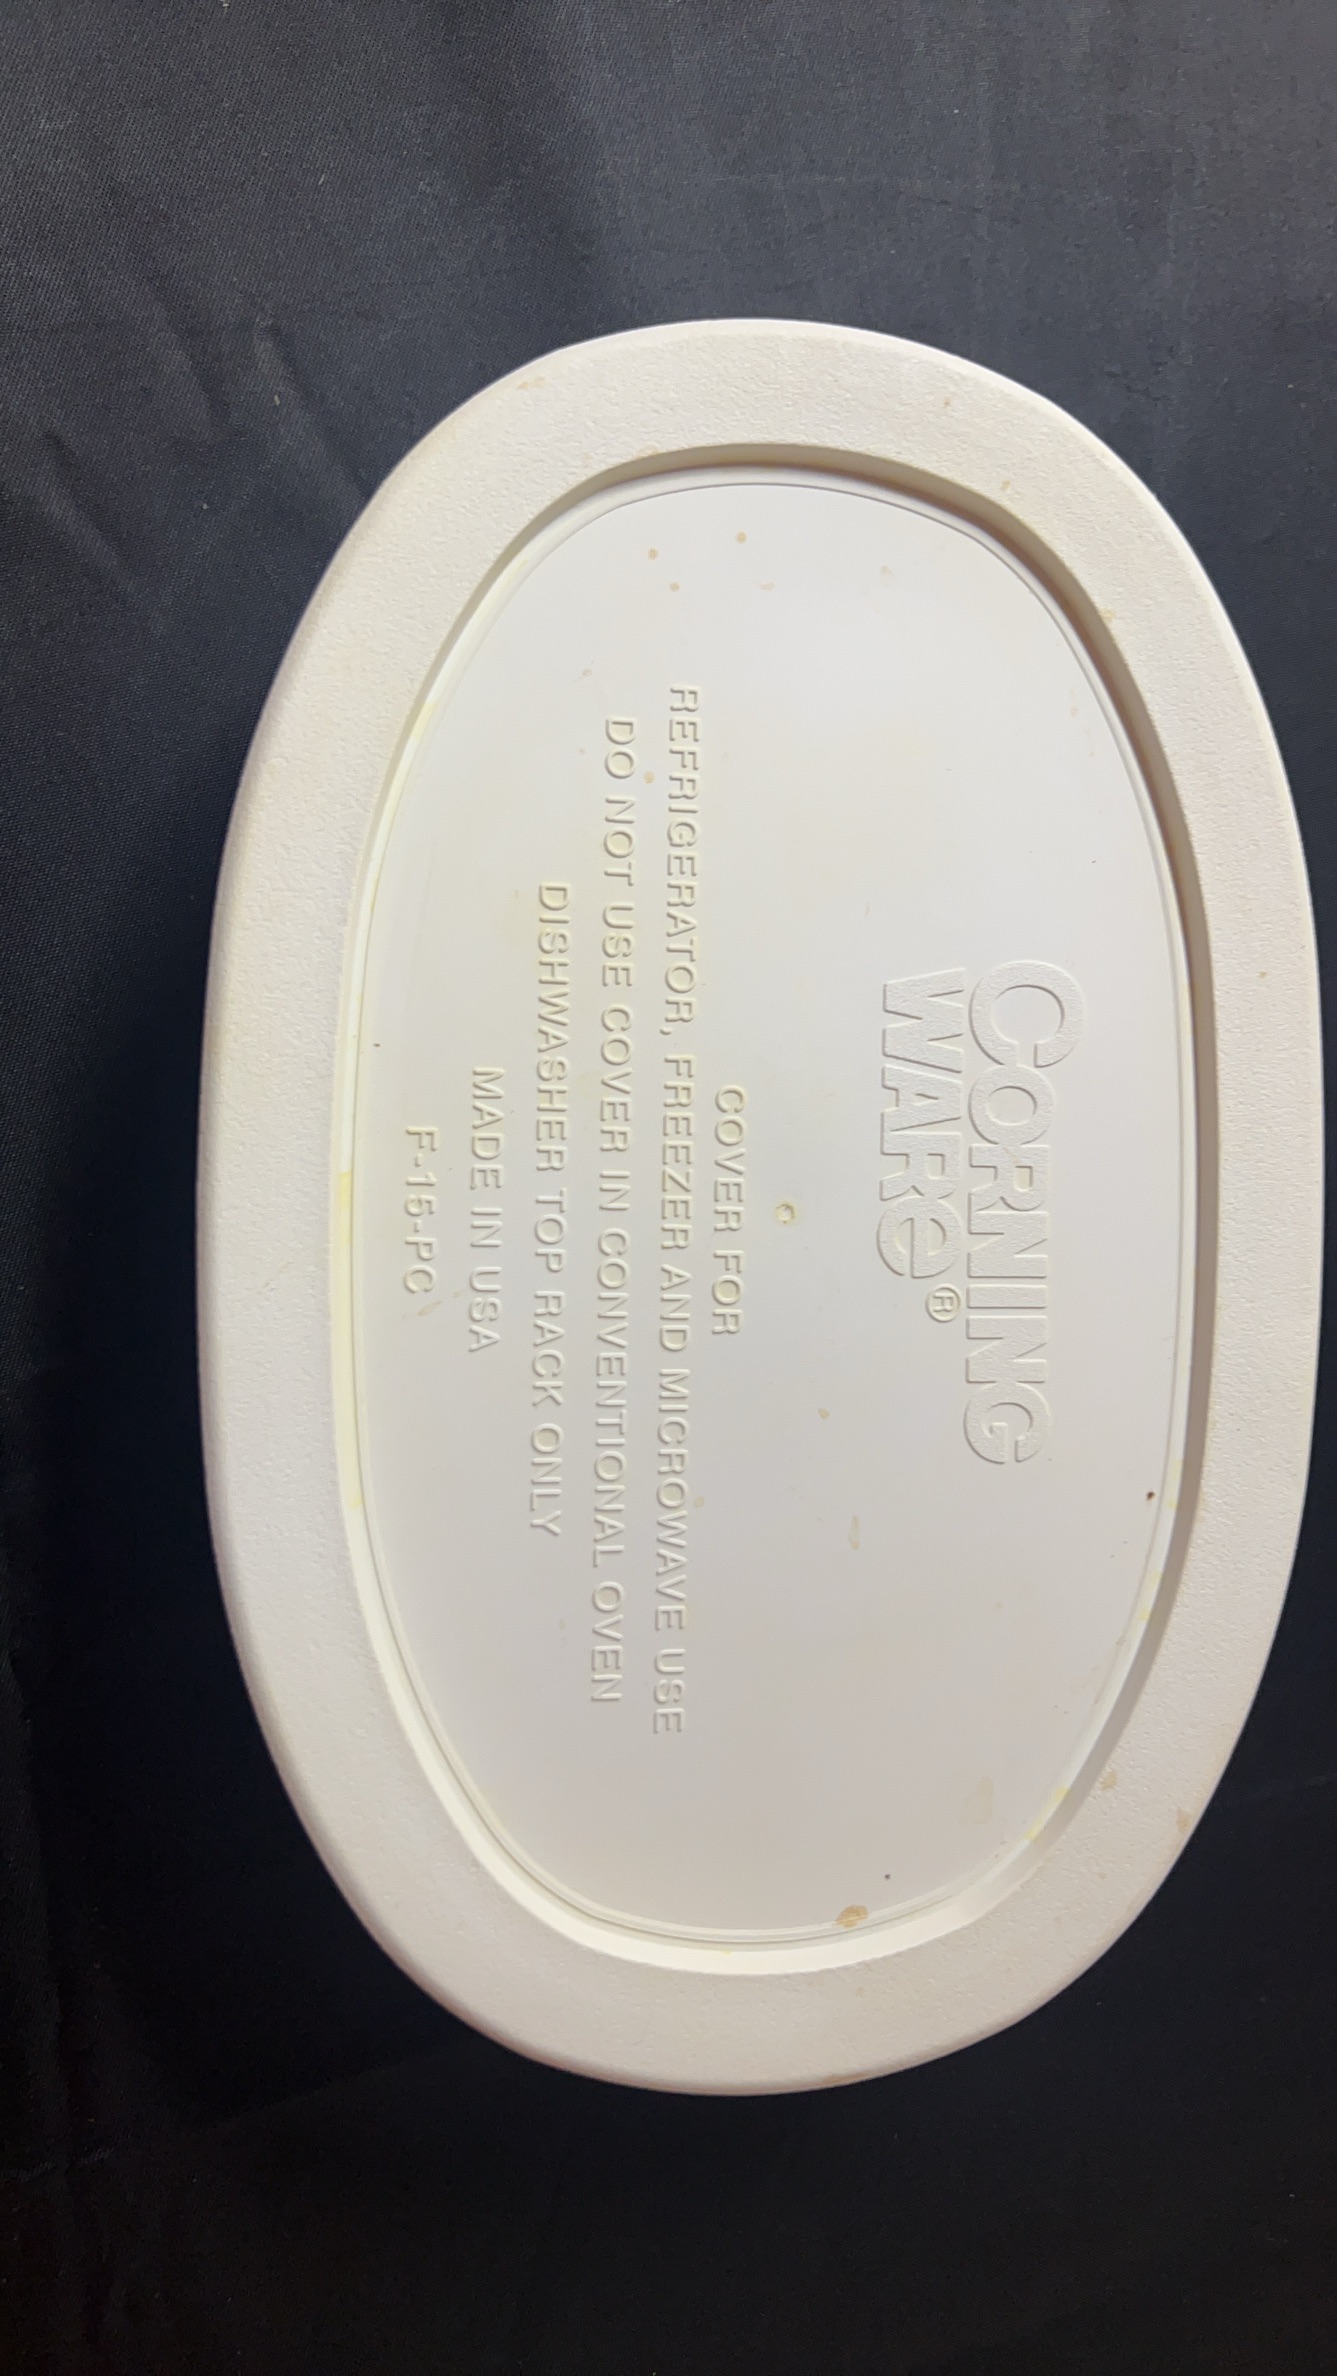 CORNING
WARE®
COVER FOR
REFRIGERATOR, FREEZER AND MICROWAVE USE
DO NOT USE COVER IN CONVENTIONAL OVEN
DISHWASHER TOP RACK ONLY
MADE IN USA
F-15-PC